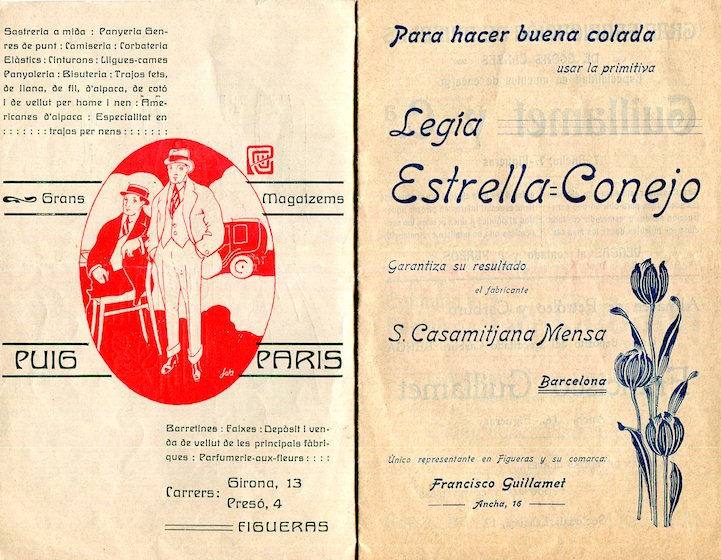 Sastreria a mida : Panyeria Gen-
res de punt : Camiseria : Corbateria
Elàstics : Cinturons : Lligues-cames
Panyoleria : Bisuteria : Trajos fets,
de llana, de fil, d'alpaca, de cotó
i de vellut per home i nen : Ame-
ricanes d'alpaca : Especialitat en
: : : : : : : trajos per nens : : : : : : :
Grans Magatzems
PUIG PARIS
Barretines : Faixes : Depòsit i ven-
da de vellut de les principals fàbri-
ques : Parfumerie-aux-fleurs : : : :
Carrers: Girona, 13
Presó, 4
FIGUERAS
Para hacer buena colada
usar la primitiva
Legía
Estrella=Conejo
Garantiza su resultado
el fabricante
S. Casamitjana Mensa
Barcelona
Único representante en Figueras y su comarca:
Francisco Guillamet
Ancha, 16